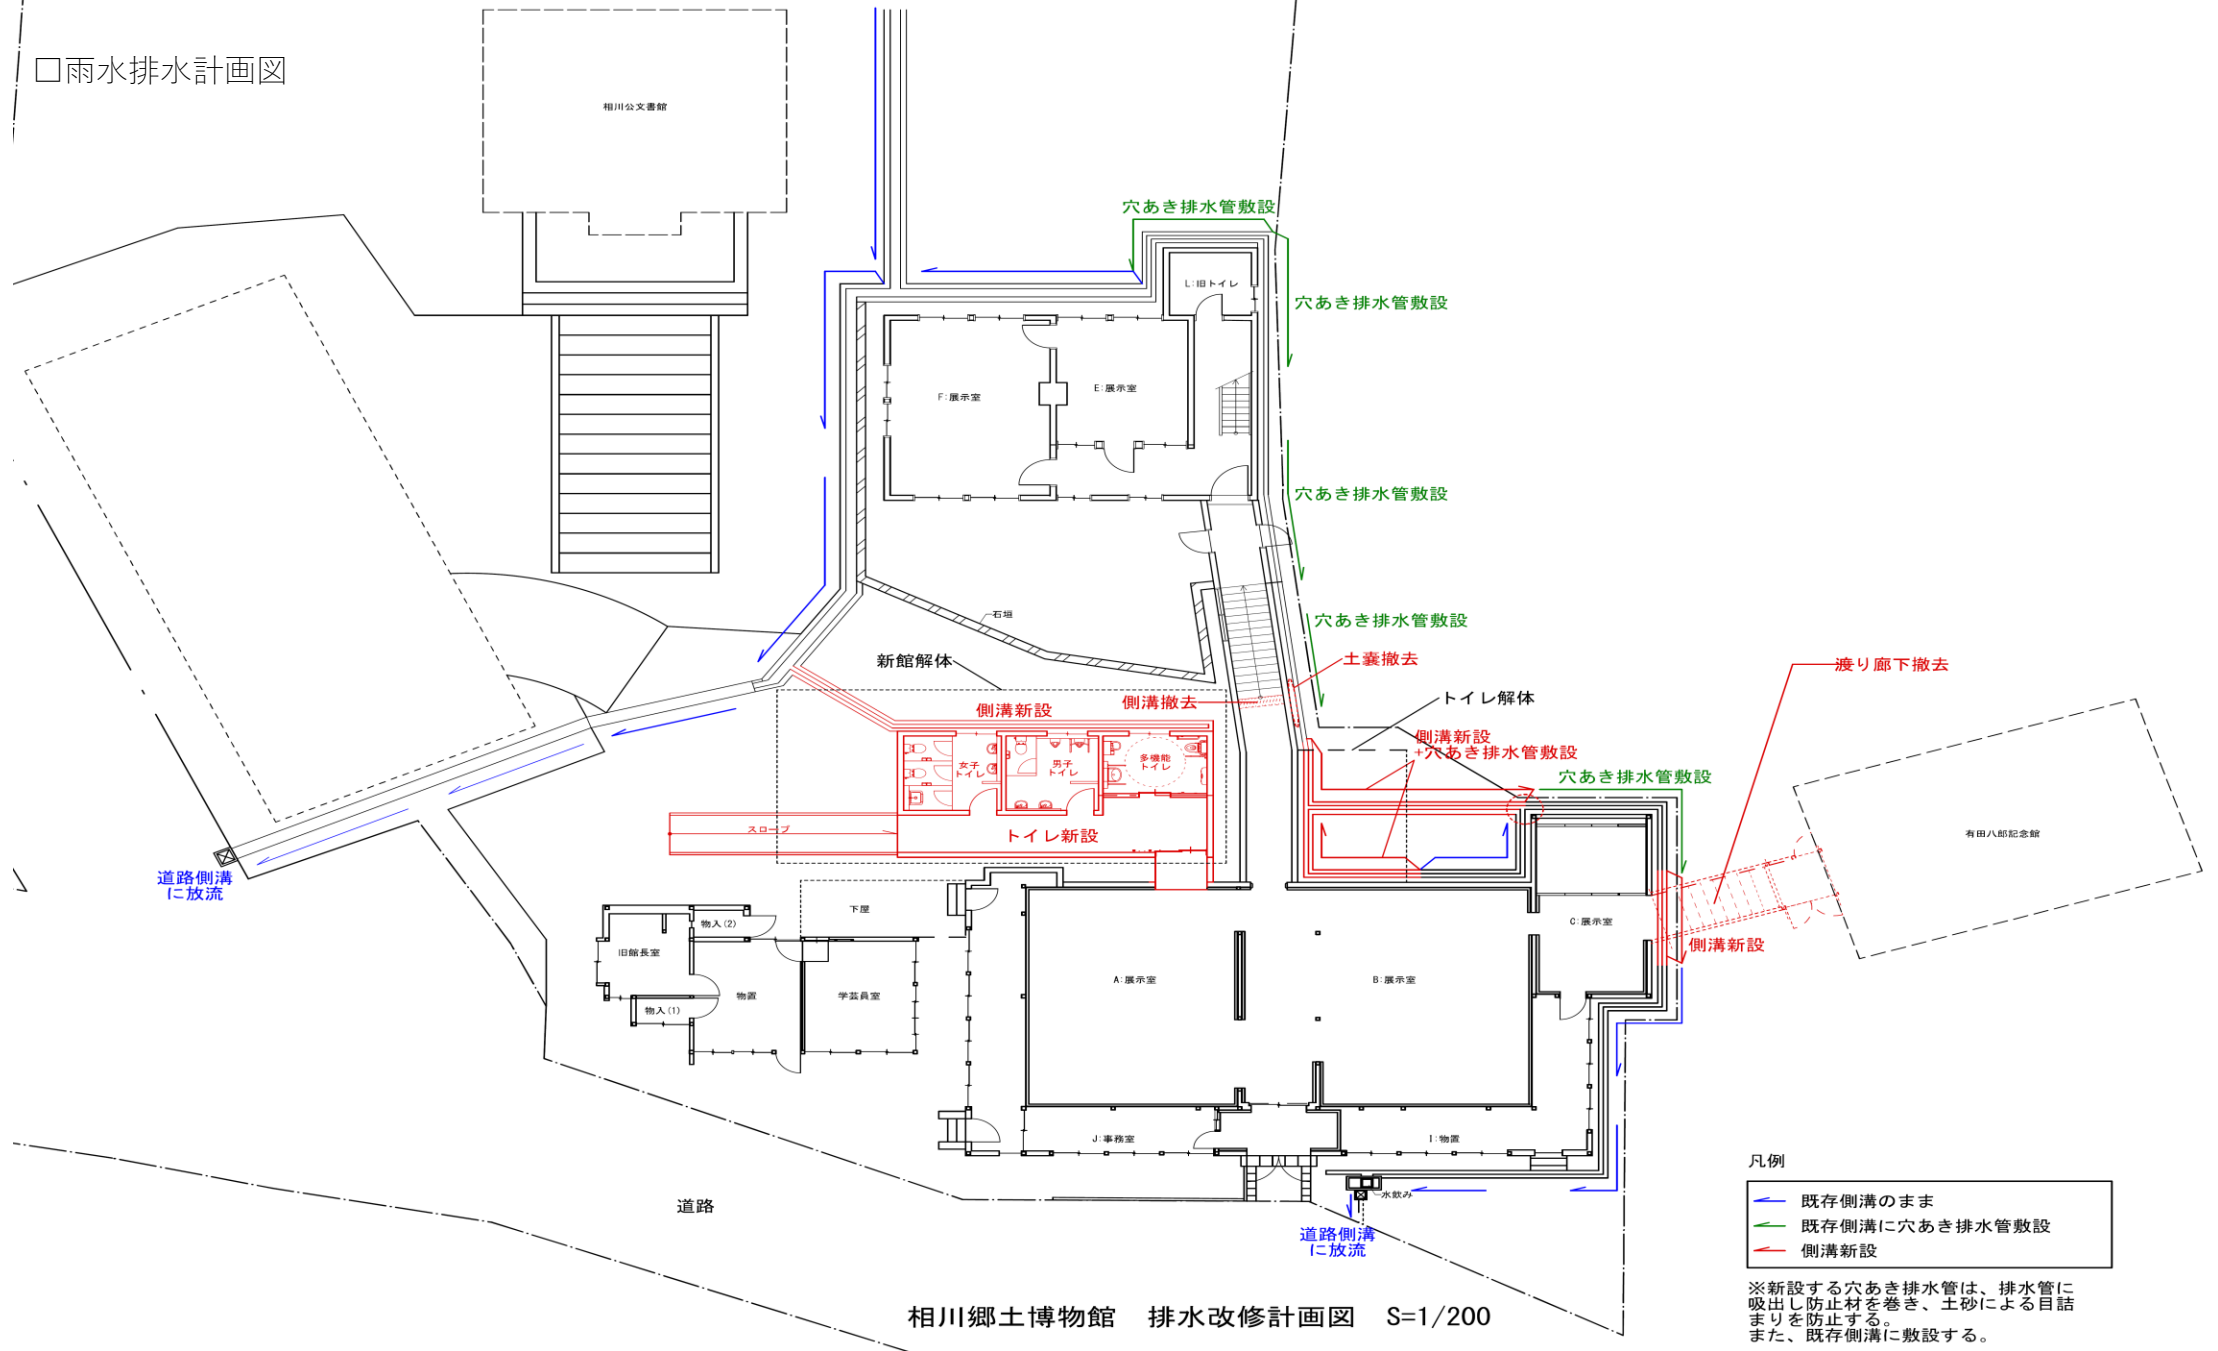 □雨水排水計画図
相川公文書館
穴あき排水管敷設
L:旧トイレ
穴あき排水管敷設
E:展示室
F:展示室
穴あき排水管敷設
石垣
穴あき排水管敷設
新館解体
土嚢撤去
渡り廊下撤去
側溝撤去
トイレ解体
側溝新設
側溝新設
+穴あき排水管敷設
女子
トイレ
男子
トイレ
多機能
トイレ
穴あき排水管敷設
スロープ
トイレ新設
有田八郎記念館
道路側溝
に放流
下屋
物入(2)
C:展示室
側溝新設
旧館長室
A:展示室
B:展示室
物置
学芸員室
物入(1)
J:事務室
I:物置
水飲み
道路
道路側溝
に放流
凡例
既存側溝のまま
既存側溝に穴あき排水管敷設
側溝新設
※新設する穴あき排水管は、排水管に
吸出し防止材を巻き、土砂による目詰
まりを防止する。
また、既存側溝に敷設する。
相川郷土博物館 排水改修計画図 S=1/200